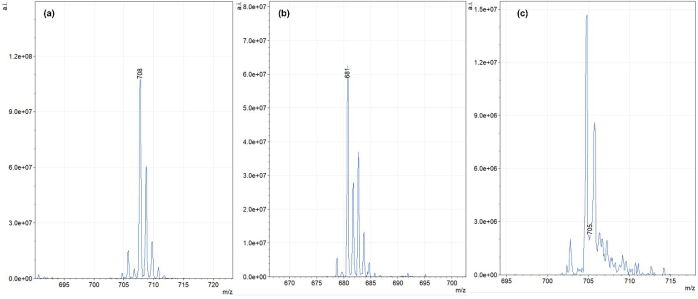 a.i.
(a)
708
1.2e+08
9.0e+07
6.0e+07
3.0e+07
0.0e+00
695
700
705
710
715
720
m/z
a.i.
(b)
681-
8.0e+07
7.0e+07
6.0e+07
5.0e+07
4.0e+07
3.0e+07
2.0e+07
1.0e+07
0.0e+00
670
675
680
685
690
695
700
m/z
a.i.
(c)
-705.
1.5e+07
1.2e+07
9.0e+06
6.0e+06
3.0e+06
0.0e+00
695
700
705
710
715
m/z